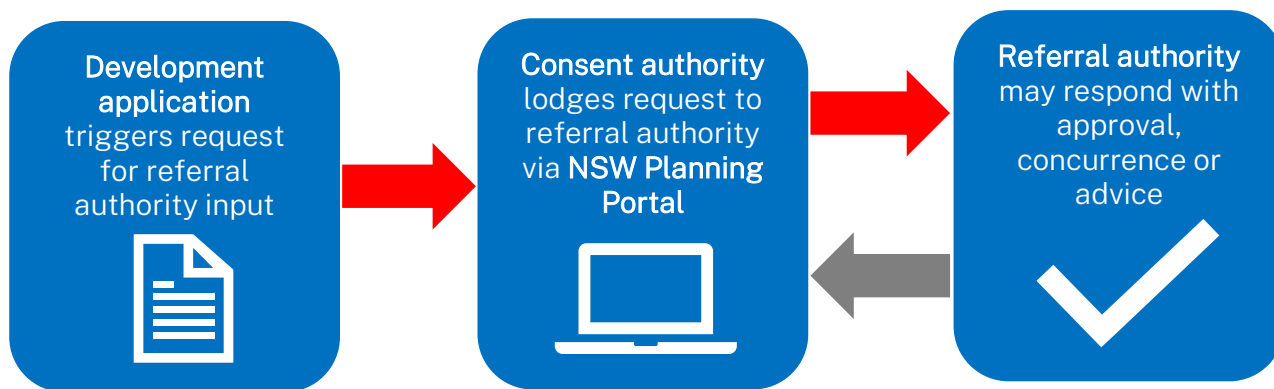 Development
application
triggers request
for referral
authority input
Consent authority
lodges request to
referral authority
via NSW Planning
Portal
Referral authority
may respond with
approval,
concurrence or
advice